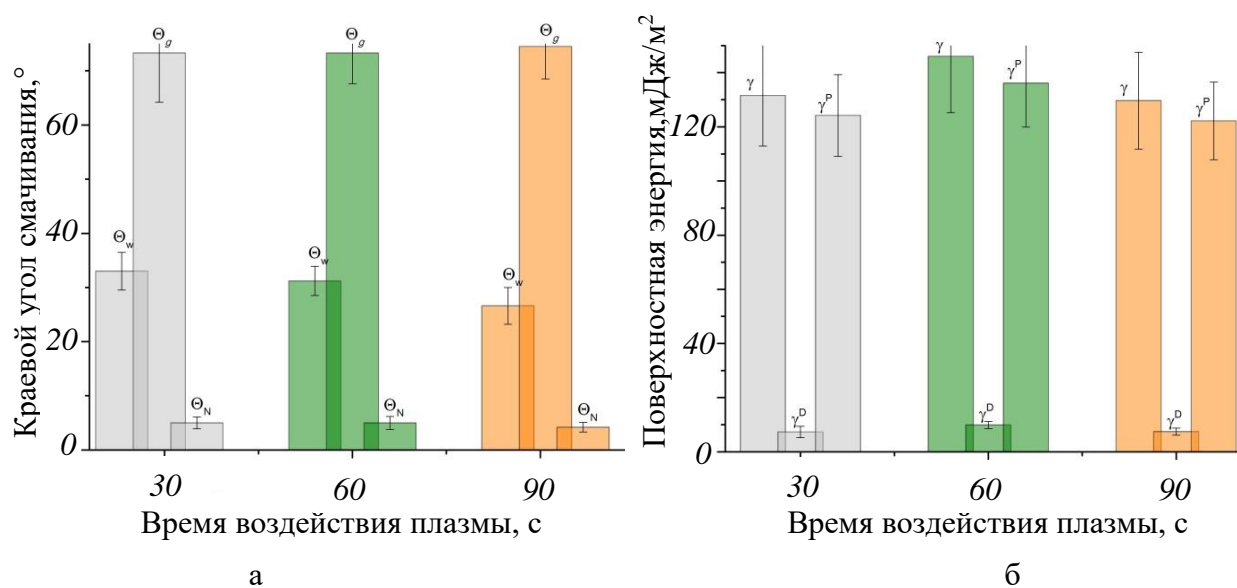 Краевой угол смачивания,°
60
40
20
0
Θg
Θw
ΘN
Θg
Θw
ΘN
Θg
Θw
ΘN
30
60
90
Время воздействия плазмы, с
а
Поверхностная энергия,мДж/м²
120
80
40
0
γ
γᴾ
γᴰ
γ
γᴾ
γᴰ
γ
γᴾ
γᴰ
30
60
90
Время воздействия плазмы, с
б